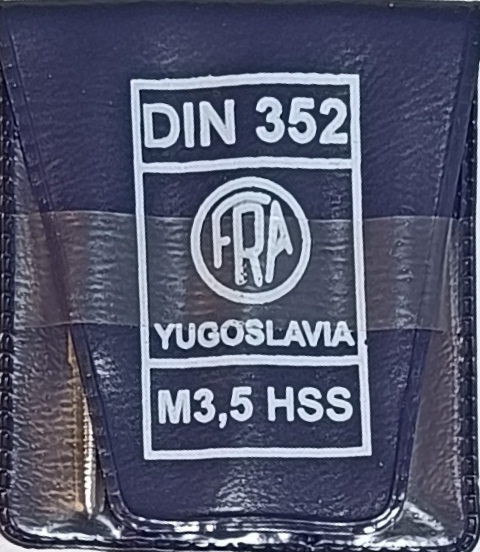 DIN 352
FRA
YUGOSLAVIA
M3,5 HSS